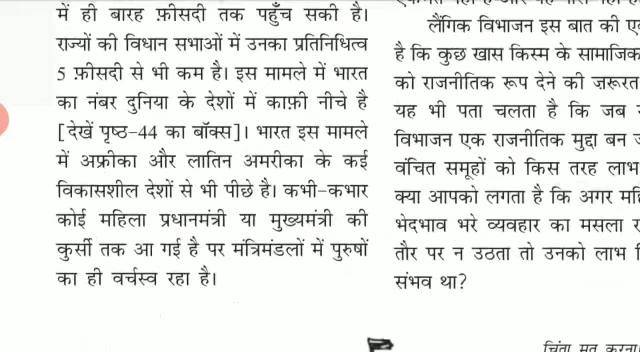 में ही बारह फ़ीसदी तक पहुँच सकी है।
राज्यों की विधान सभाओं में उनका प्रतिनिधित्व
5 फ़ीसदी से भी कम है। इस मामले में भारत
का नंबर दुनिया के देशों में काफ़ी नीचे है
[देखें पृष्ठ-44 का बॉक्स]। भारत इस मामले
में अफ्रीका और लातिन अमरीका के कई
विकासशील देशों से भी पीछे है। कभी-कभार
कोई महिला प्रधानमंत्री या मुख्यमंत्री की
कुर्सी तक आ गई है पर मंत्रिमंडलों में पुरुषों
का ही वर्चस्व रहा है।
लैंगिक विभाजन इस बात की
है कि कुछ खास किस्म के सामाजिक
को राजनीतिक रूप देने की ज़रूरत
यह भी पता चलता है कि जब
विभाजन एक राजनीतिक मुद्दा बन
वंचित समूहों को किस तरह लाभ
क्या आपको लगता है कि अगर
भेदभाव भरे व्यवहार का मसला
तौर पर न उठता तो उनको लाभ
संभव था?
चिंता मत करना